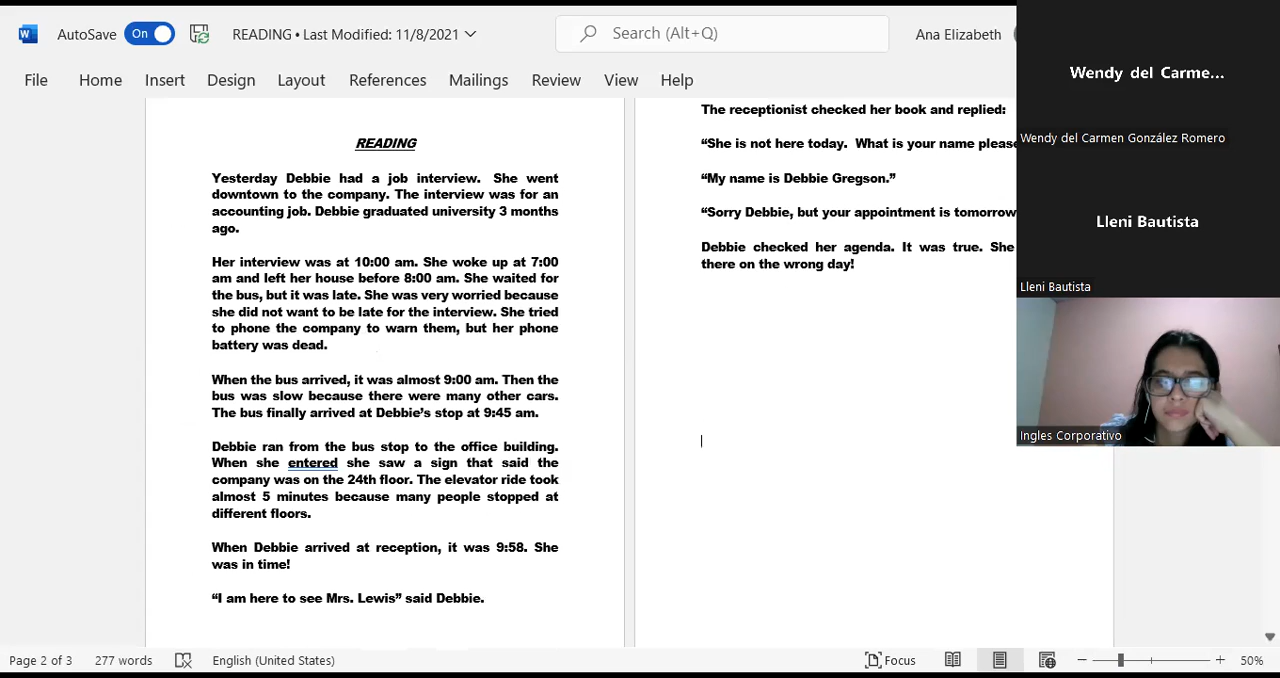 AutoSave On READING • Last Modified: 11/8/2021 Search (Alt+Q) Ana Elizabeth
File Home Insert Design Layout References Mailings Review View Help
READING
Yesterday Debbie had a job interview. She went
downtown to the company. The interview was for an
accounting job. Debbie graduated university 3 months
ago.
Her interview was at 10:00 am. She woke up at 7:00
am and left her house before 8:00 am. She waited for
the bus, but it was late. She was very worried because
she did not want to be late for the interview. She tried
to phone the company to warn them, but her phone
battery was dead.
When the bus arrived, it was almost 9:00 am. Then the
bus was slow because there were many other cars.
The bus finally arrived at Debbie’s stop at 9:45 am.
Debbie ran from the bus stop to the office building.
When she entered she saw a sign that said the
company was on the 24th floor. The elevator ride took
almost 5 minutes because many people stopped at
different floors.
When Debbie arrived at reception, it was 9:58. She
was in time!
“I am here to see Mrs. Lewis” said Debbie.
The receptionist checked her book and replied:
“She is not here today. What is your name please
“My name is Debbie Gregson.”
“Sorry Debbie, but your appointment is tomorrow
Debbie checked her agenda. It was true. She
there on the wrong day!
Wendy del Carme...
Wendy del Carmen González Romero
Lleni Bautista
Lleni Bautista
Ingles Corporativo
Page 2 of 3 277 words English (United States) Focus 50%